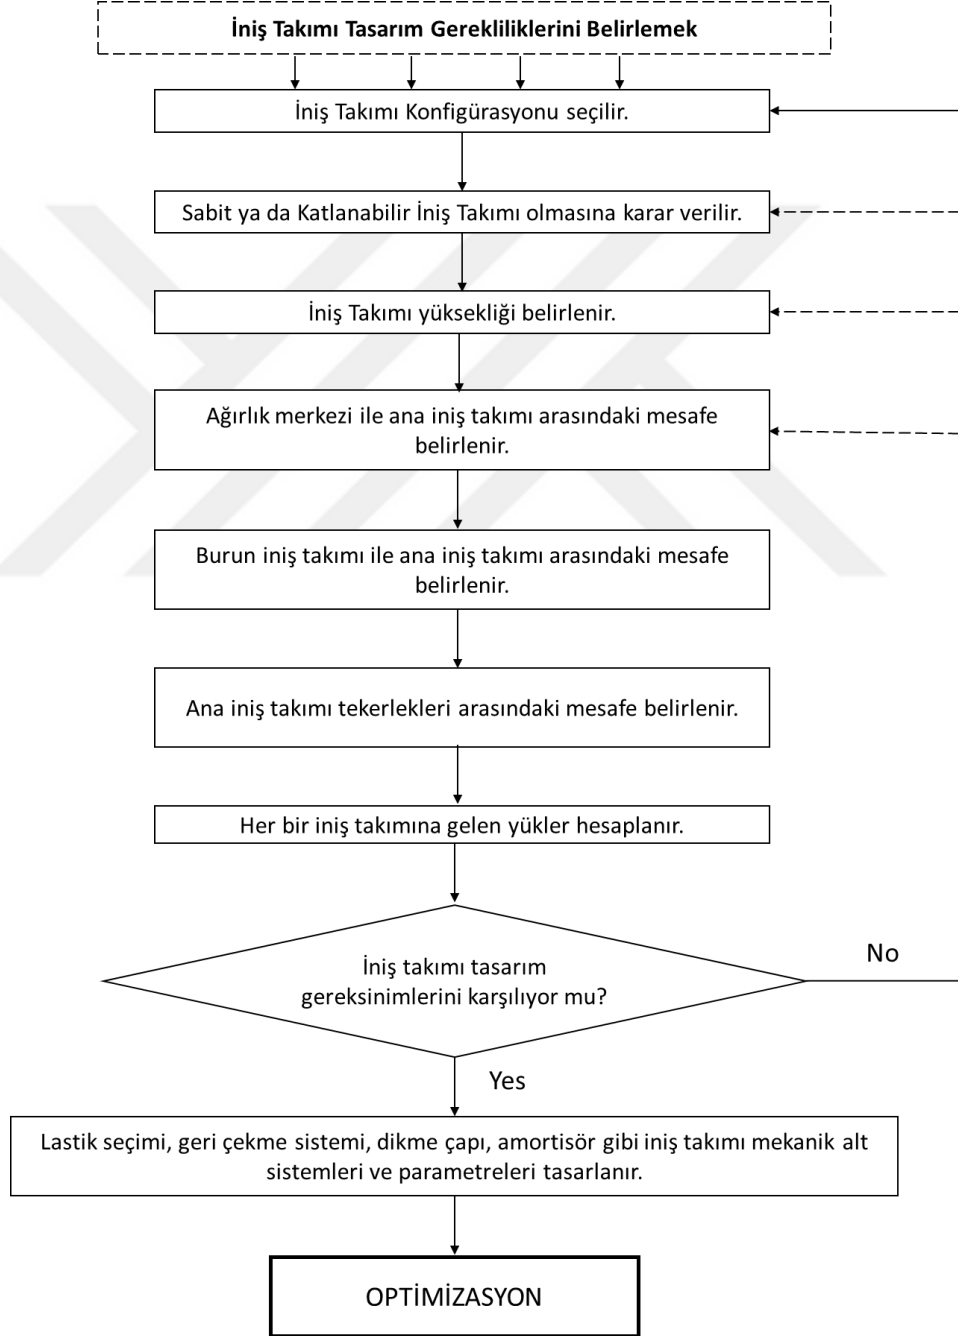 İniş Takımı Tasarım Gerekliliklerini Belirlemek
İniş Takımı Konfigürasyonu seçilir.
Sabit ya da Katlanabilir İniş Takımı olmasına karar verilir.
İniş Takımı yüksekliği belirlenir.
Ağırlık merkezi ile ana iniş takımı arasındaki mesafe
belirlenir.
Burun iniş takımı ile ana iniş takımı arasındaki mesafe
belirlenir.
Ana iniş takımı tekerlekleri arasındaki mesafe belirlenir.
Her bir iniş takımına gelen yükler hesaplanır.
İniş takımı tasarım
gereksinimlerini karşılıyor mu?
No
Yes
Lastik seçimi, geri çekme sistemi, dikme çapı, amortisör gibi iniş takımı mekanik alt
sistemleri ve parametreleri tasarlanır.
OPTİMİZASYON